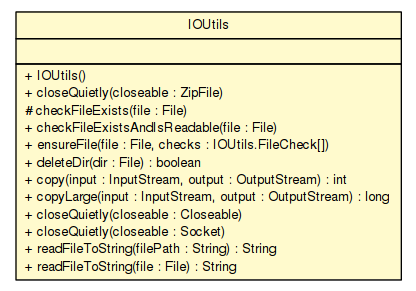 IOUtils
+ IOUtils()
+ closeQuietly(closeable : ZipFile)
# checkFileExists(file : File)
+ checkFileExistsAndIsReadable(file : File)
+ ensureFile(file : File, checks : IOUtils.FileCheck[])
+ deleteDir(dir : File) : boolean
+ copy(input : InputStream, output : OutputStream) : int
+ copyLarge(input : InputStream, output : OutputStream) : long
+ closeQuietly(closeable : Closeable)
+ closeQuietly(closeable : Socket)
+ readFileToString(filePath : String) : String
+ readFileToString(file : File) : String